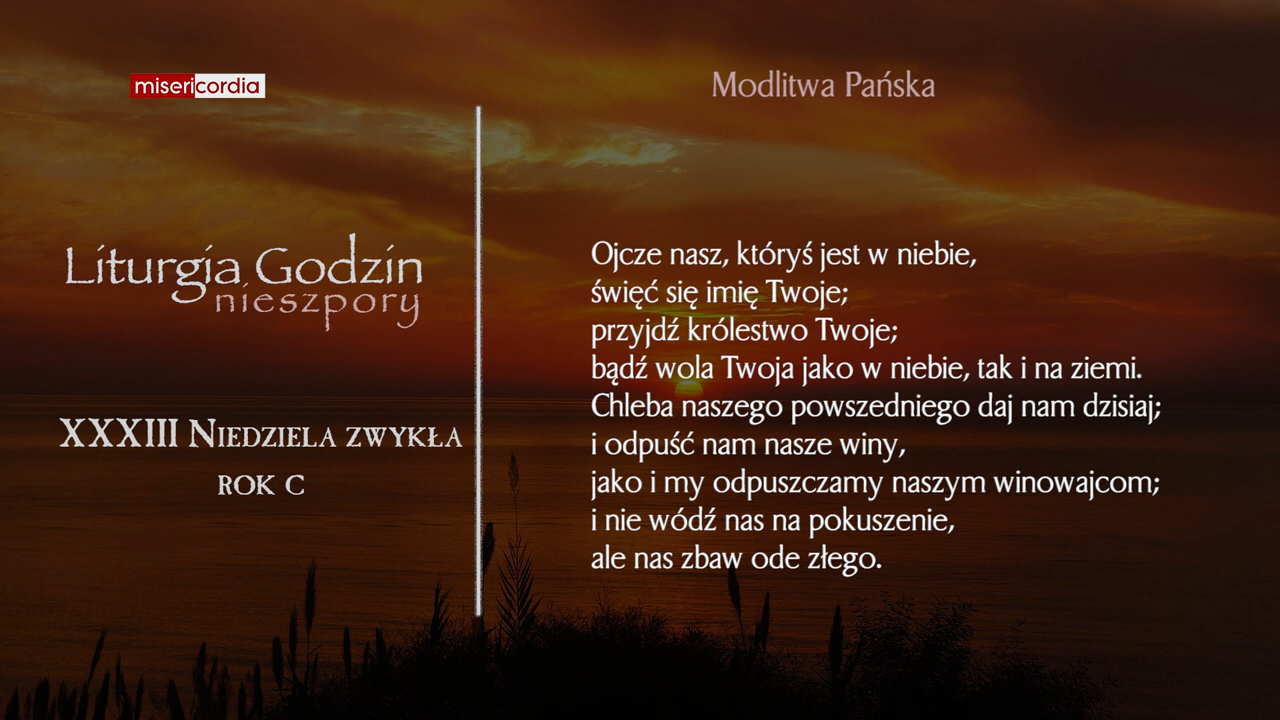 misericordia
Liturgia Godzin
nieszpory
XXXIII Niedziela zwykła
rok C
Modlitwa Pańska
Ojcze nasz, któryś jest w niebie,
święć się imię Twoje;
przyjdź królestwo Twoje;
bądź wola Twoja jako w niebie, tak i na ziemi.
Chleba naszego powszedniego daj nam dzisiaj;
i odpuść nam nasze winy,
jako i my odpuszczamy naszym winowajcom;
i nie wódź nas na pokuszenie,
ale nas zbaw ode złego.